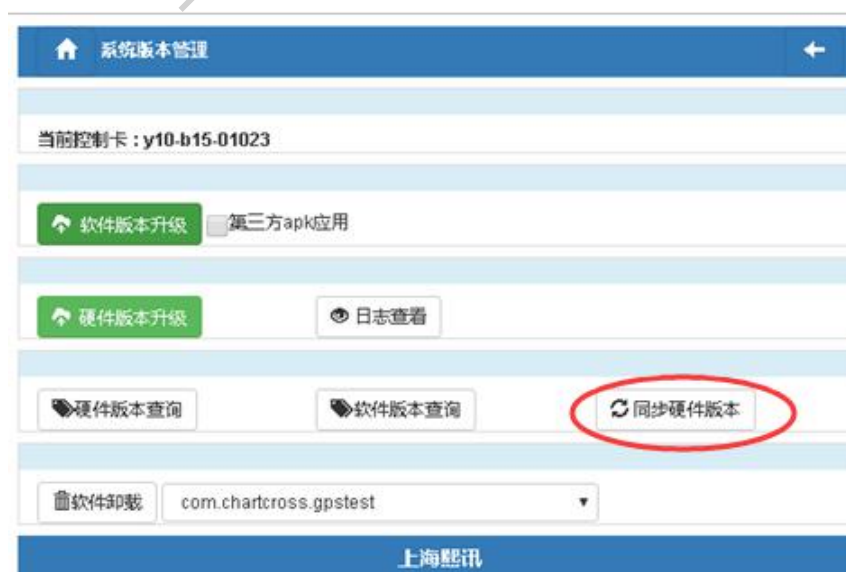 系统版本管理
当前控制卡：y10-b15-01023
软件版本升级 第三方apk应用
硬件版本升级 日志查看
硬件版本查询 软件版本查询 同步硬件版本
软件卸载 com.chartcross.gpstest
上海熙讯